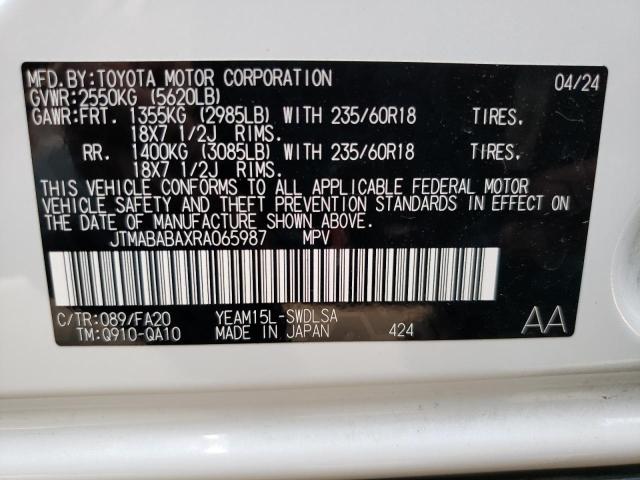 MFD.BY:TOYOTA MOTOR CORPORATION 04/24
GVWR:2550KG (5620LB)
GAWR:FRT. 1355KG (2985LB) WITH 235/60R18 TIRES.
18X7 1/2J RIMS.
RR. 1400KG (3085LB) WITH 235/60R18 TIRES.
18X7 1/2J RIMS.
THIS VEHICLE CONFORMS TO ALL APPLICABLE FEDERAL MOTOR
VEHICLE SAFETY AND THEFT PREVENTION STANDARDS IN EFFECT ON
THE DATE OF MANUFACTURE SHOWN ABOVE.
JTMABABAXRA065987 MPV
C/TR:089/FA20 YEAM15L-SWDLSA AA
TM:Q910-QA10 MADE IN JAPAN 424